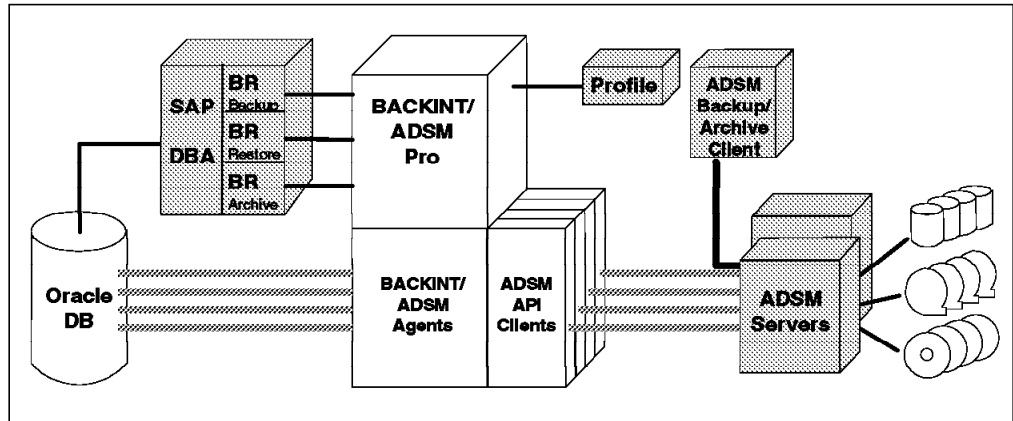 SAP
DBA
BR
Backup
BR
Restore
BR
Archive
BACKINT/
ADSM
Pro
Profile
ADSM
Backup/
Archive
Client
Oracle
DB
BACKINT/
ADSM
Agents
ADSM
API
Clients
ADSM
Servers